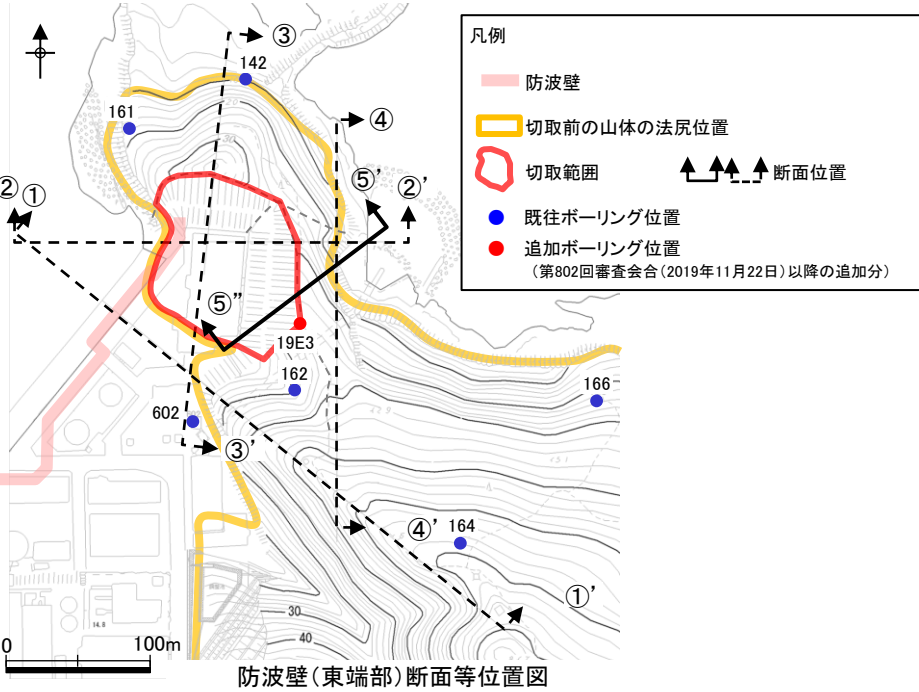 凡例
防波壁
切取前の山体の法尻位置
切取範囲
断面位置
既往ボーリング位置
追加ボーリング位置
(第802回審査会合(2019年11月22日)以降の追加分)
③
142
④
161
⑤’
②’
② ①
⑤”
19E3
162
166
602
③’
④’
164
①’
30
40
14.8
0 100m
防波壁(東端部)断面等位置図